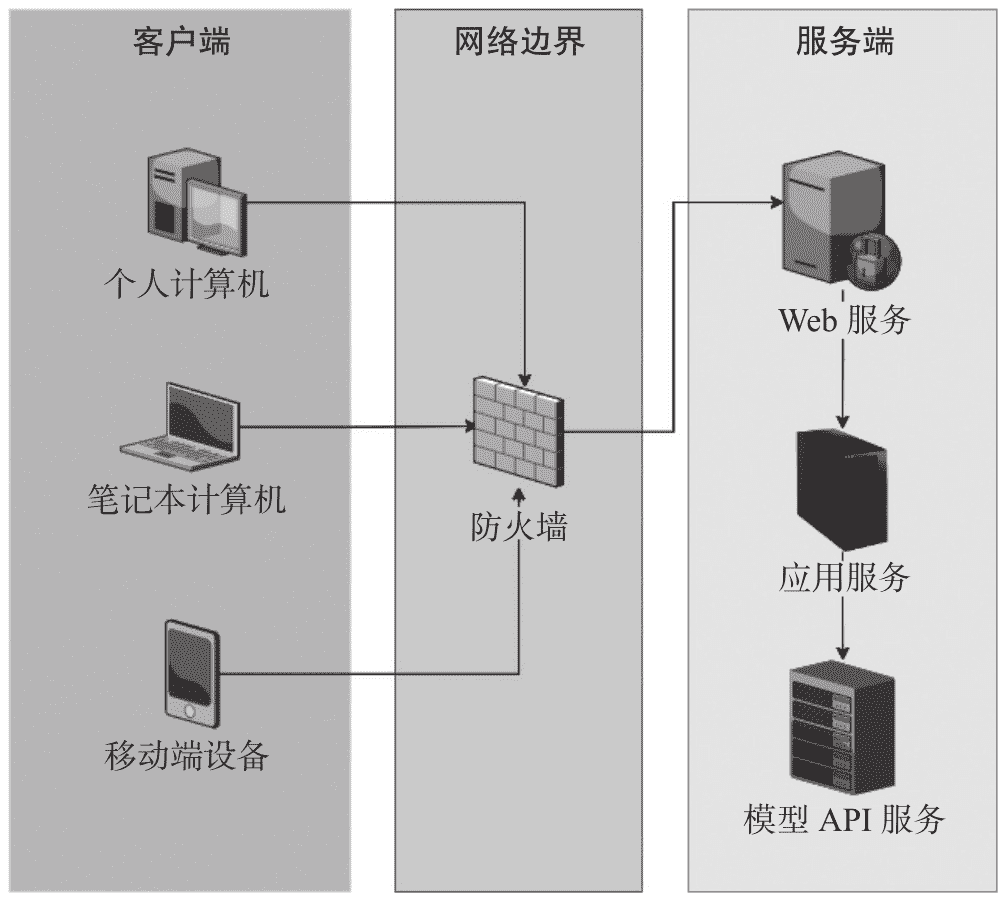 客户端
个人计算机
笔记本计算机
移动端设备
网络边界
防火墙
服务端
Web 服务
应用服务
模型 API 服务